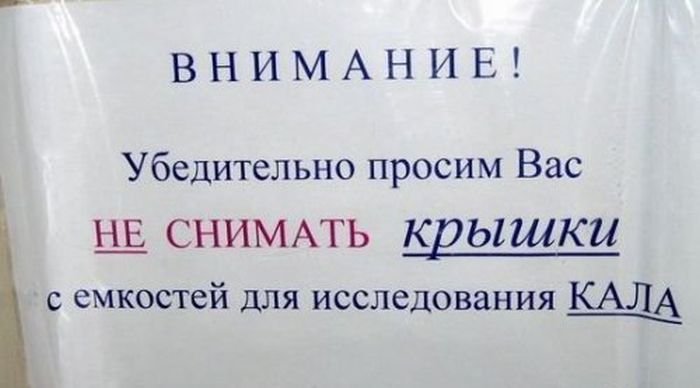 ВНИМАНИЕ!
Убедительно просим Вас
НЕ СНИМАТЬ крышки
с емкостей для исследования КАЛА